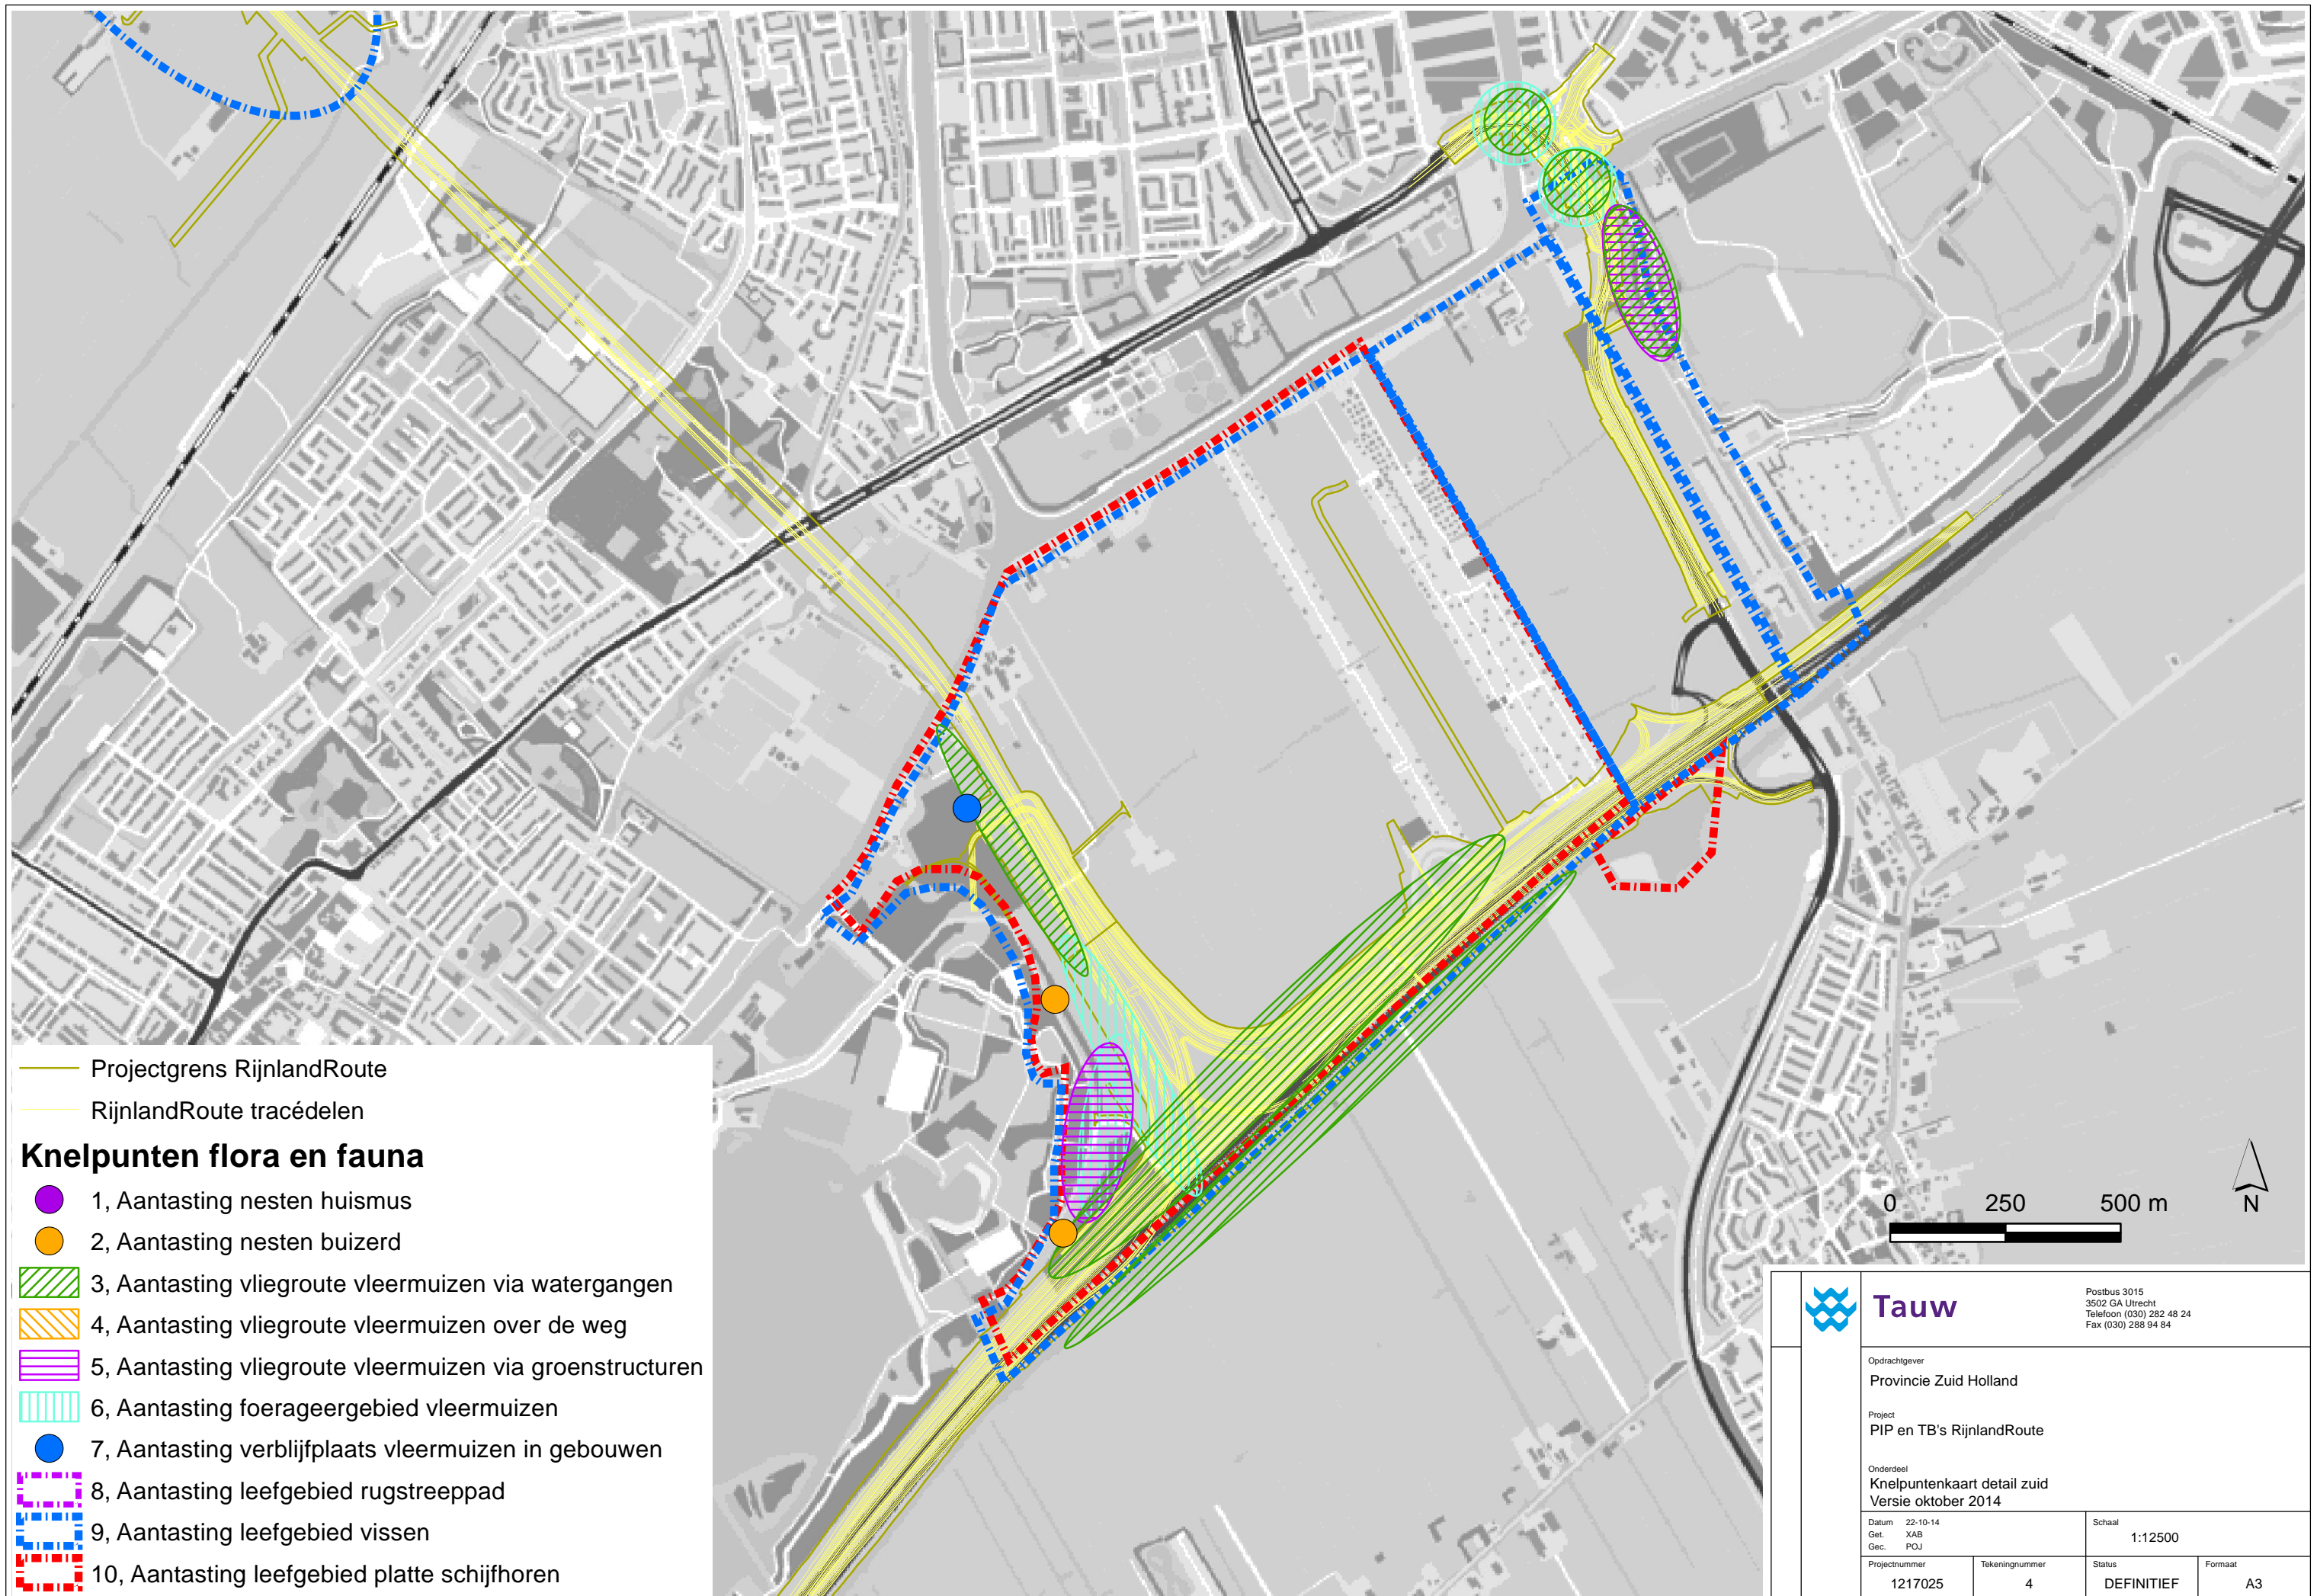 Projectgrens RijnlandRoute
RijnlandRoute tracédelen
Knelpunten flora en fauna
1, Aantasting nesten huismus
2, Aantasting nesten buizerd
3, Aantasting vliegroute vleermuizen via watergangen
4, Aantasting vliegroute vleermuizen over de weg
5, Aantasting vliegroute vleermuizen via groenstructuren
6, Aantasting foerageergebied vleermuizen
7, Aantasting verblijfplaats vleermuizen in gebouwen
8, Aantasting leefgebied rugstreeppad
9, Aantasting leefgebied vissen
10, Aantasting leefgebied platte schijfhoren
0 250 500 m
N
Tauw
Postbus 3015
3502 GA Utrecht
Telefoon (030) 282 48 24
Fax (030) 288 94 84
Opdrachtgever
Provincie Zuid Holland
Project
PIP en TB's RijnlandRoute
Onderdeel
Knelpuntenkaart detail zuid
Versie oktober 2014
Datum 22-10-14
Get. XAB
Gec. POJ
Schaal
1:12500
Projectnummer
1217025
Tekeningnummer
4
Status
DEFINITIEF
Formaat
A3